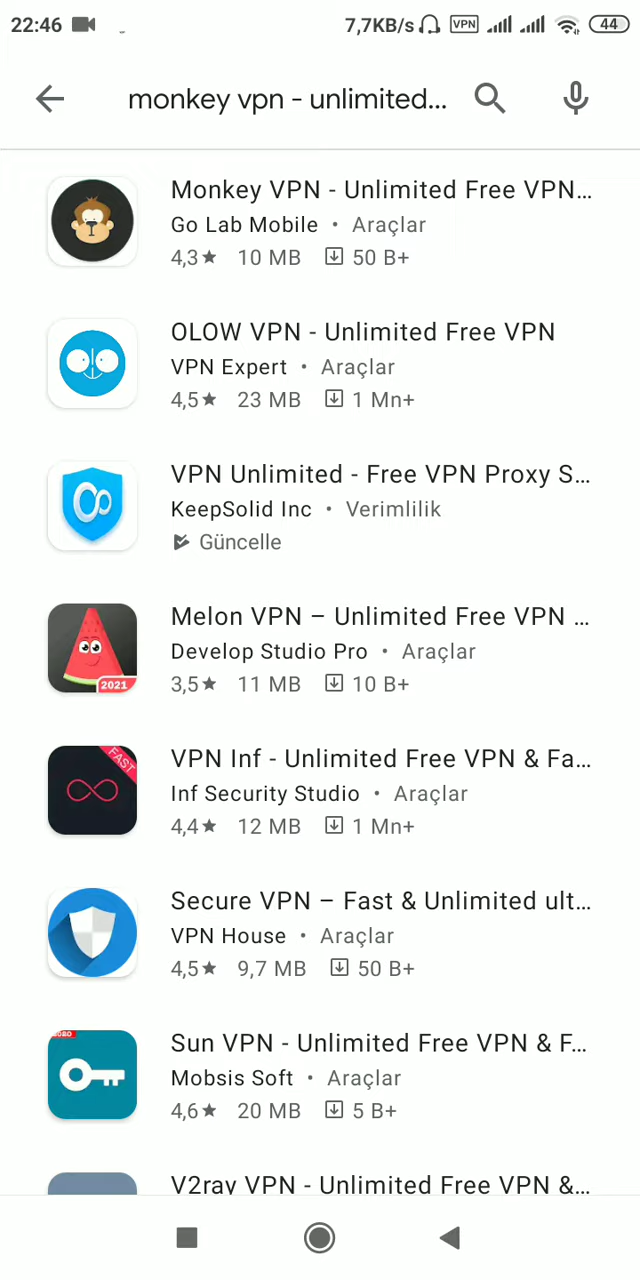 22:46 7,7KB/s VPN 44
monkey vpn - unlimited...
Monkey VPN - Unlimited Free VPN...
Go Lab Mobile • Araçlar
4,3★ 10 MB 50 B+
OLOW VPN - Unlimited Free VPN
VPN Expert • Araçlar
4,5★ 23 MB 1 Mn+
VPN Unlimited - Free VPN Proxy S...
KeepSolid Inc • Verimlilik
Güncelle
Melon VPN – Unlimited Free VPN ...
Develop Studio Pro • Araçlar
2021
3,5★ 11 MB 10 B+
FAST
VPN Inf - Unlimited Free VPN & Fa...
Inf Security Studio • Araçlar
4,4★ 12 MB 1 Mn+
Secure VPN – Fast & Unlimited ult...
VPN House • Araçlar
4,5★ 9,7 MB 50 B+
Sun VPN - Unlimited Free VPN & F...
Mobsis Soft • Araçlar
4,6★ 20 MB 5 B+
V2ray VPN - Unlimited Free VPN &...